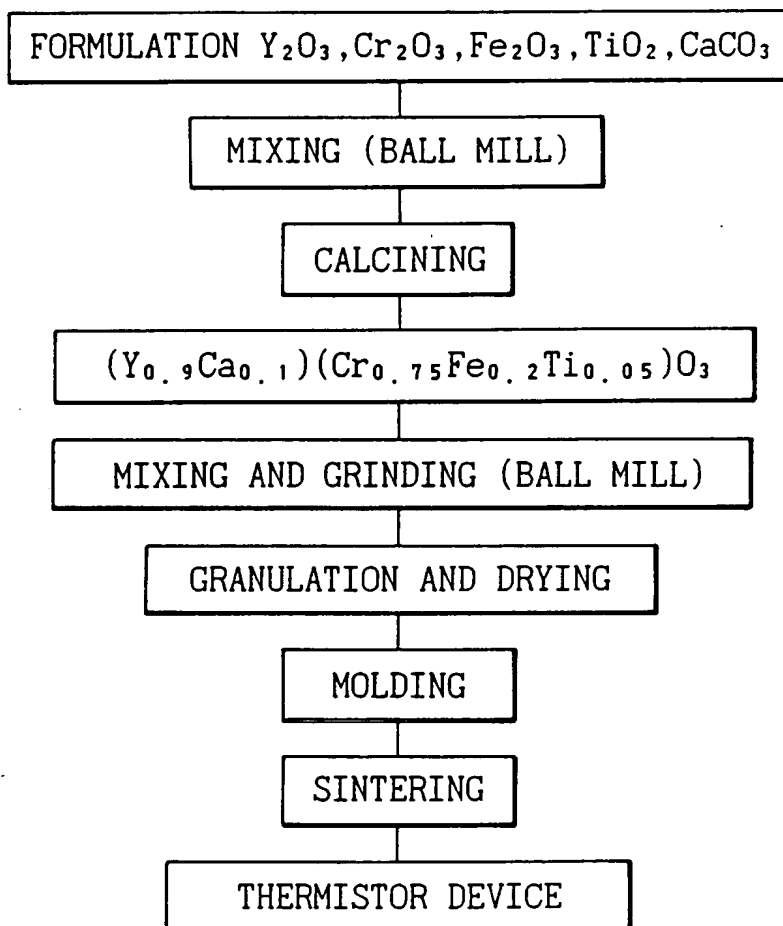 FORMULATION Y₂O₃,Cr₂O₃,Fe₂O₃,TiO₂,CaCO₃
MIXING (BALL MILL)
CALCINING
(Y₀.₉Ca₀.₁)(Cr₀.₇₅Fe₀.₂Ti₀.₀₅)O₃
MIXING AND GRINDING (BALL MILL)
GRANULATION AND DRYING
MOLDING
SINTERING
THERMISTOR DEVICE